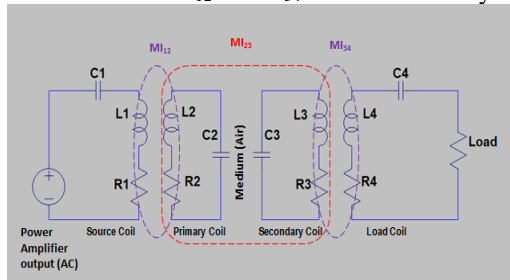 MI12
MI23
MI34
C1
C4
L1
L2
L3
L4
C2
C3
Medium (Air)
Load
R1
R2
R3
R4
Power
Amplifier
output (AC)
Source Coil
Primary Coil
Secondary Coil
Load Coil